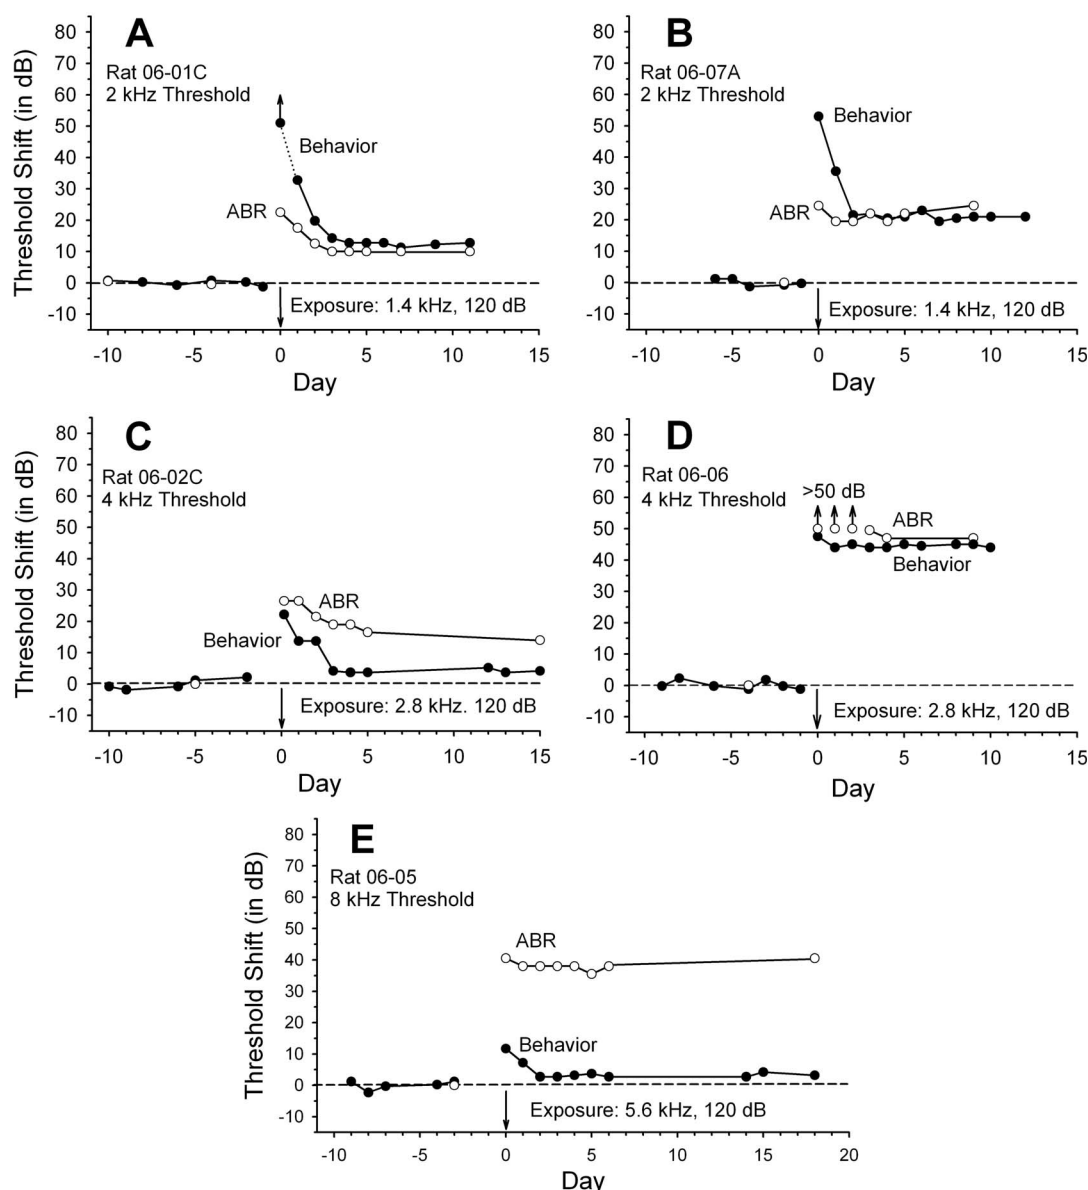 A
Rat 06-01C
2 kHz Threshold
Threshold Shift (in dB)
80
70
60
50
40
30
20
10
0
-10
Behavior
ABR
Exposure: 1.4 kHz, 120 dB
-10
-5
0
5
10
15
Day
B
Rat 06-07A
2 kHz Threshold
80
70
60
50
40
30
20
10
0
-10
Behavior
ABR
Exposure: 1.4 kHz, 120 dB
-10
-5
0
5
10
15
Day
C
Rat 06-02C
4 kHz Threshold
Threshold Shift (in dB)
80
70
60
50
40
30
20
10
0
-10
ABR
Behavior
Exposure: 2.8 kHz. 120 dB
-10
-5
0
5
10
15
Day
D
Rat 06-06
4 kHz Threshold
80
70
60
50
40
30
20
10
0
-10
>50 dB
ABR
Behavior
Exposure: 2.8 kHz, 120 dB
-10
-5
0
5
10
15
Day
E
Rat 06-05
8 kHz Threshold
Threshold Shift (in dB)
80
70
60
50
40
30
20
10
0
-10
ABR
Behavior
Exposure: 5.6 kHz, 120 dB
-10
-5
0
5
10
15
20
Day